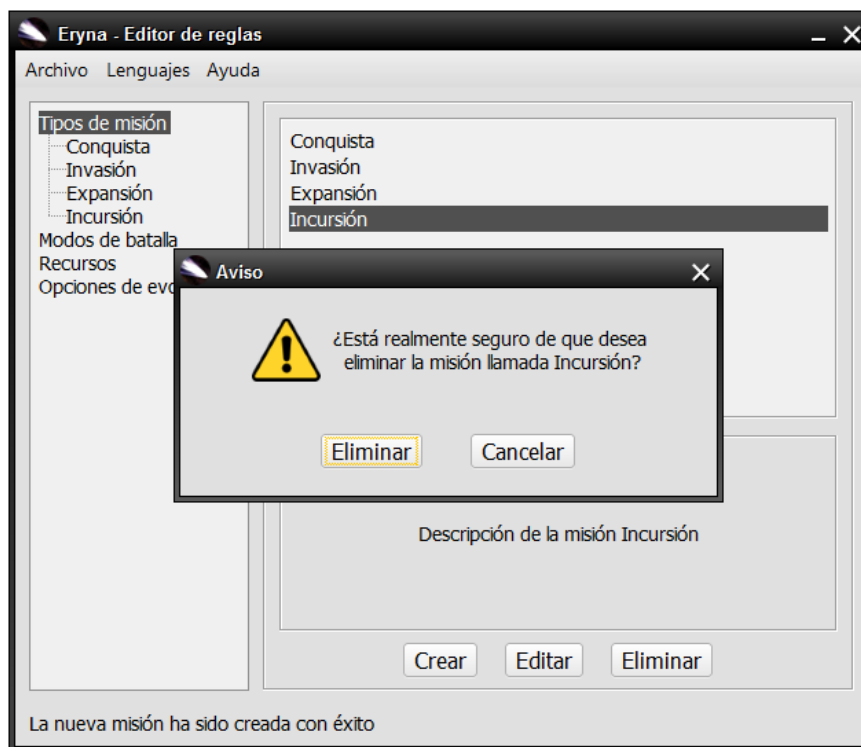 Eryna - Editor de reglas
Archivo Lenguajes Ayuda
Tipos de misión
Conquista
Invasión
Expansión
Incursión
Modos de batalla
Recursos
Opciones de
Conquista
Invasión
Expansión
Incursión
Aviso
¿Está realmente seguro de que desea
eliminar la misión llamada Incursión?
Eliminar Cancelar
Descripción de la misión Incursión
Crear Editar Eliminar
La nueva misión ha sido creada con éxito